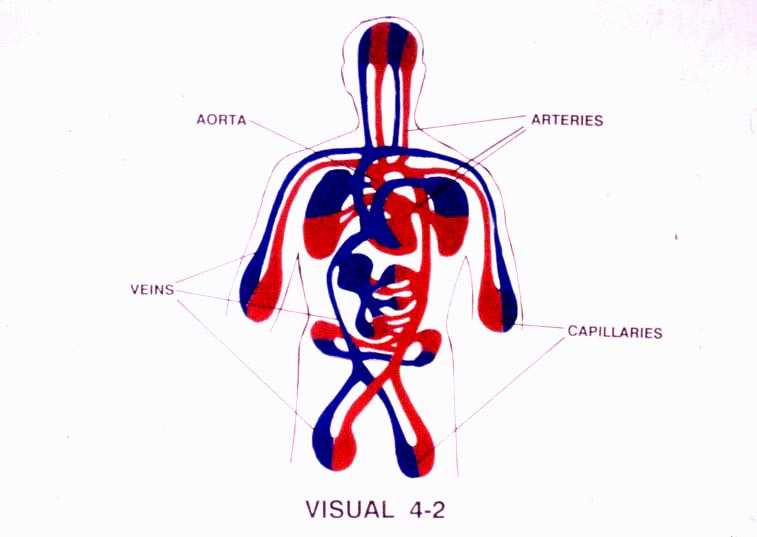 AORTA
ARTERIES
VEINS
CAPILLARIES
VISUAL 4-2